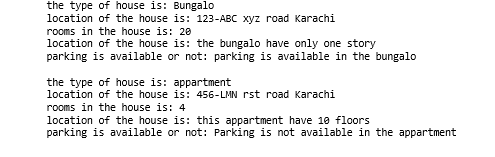 the type of house is: Bungalo
location of the house is: 123-ABC xyz road Karachi
rooms in the house is: 20
location of the house is: the bungalo have only one story
parking is available or not: parking is available in the bungalo
the type of house is: appartment
location of the house is: 456-LMN rst road Karachi
rooms in the house is: 4
location of the house is: this appartment have 10 floors
parking is available or not: Parking is not available in the appartment